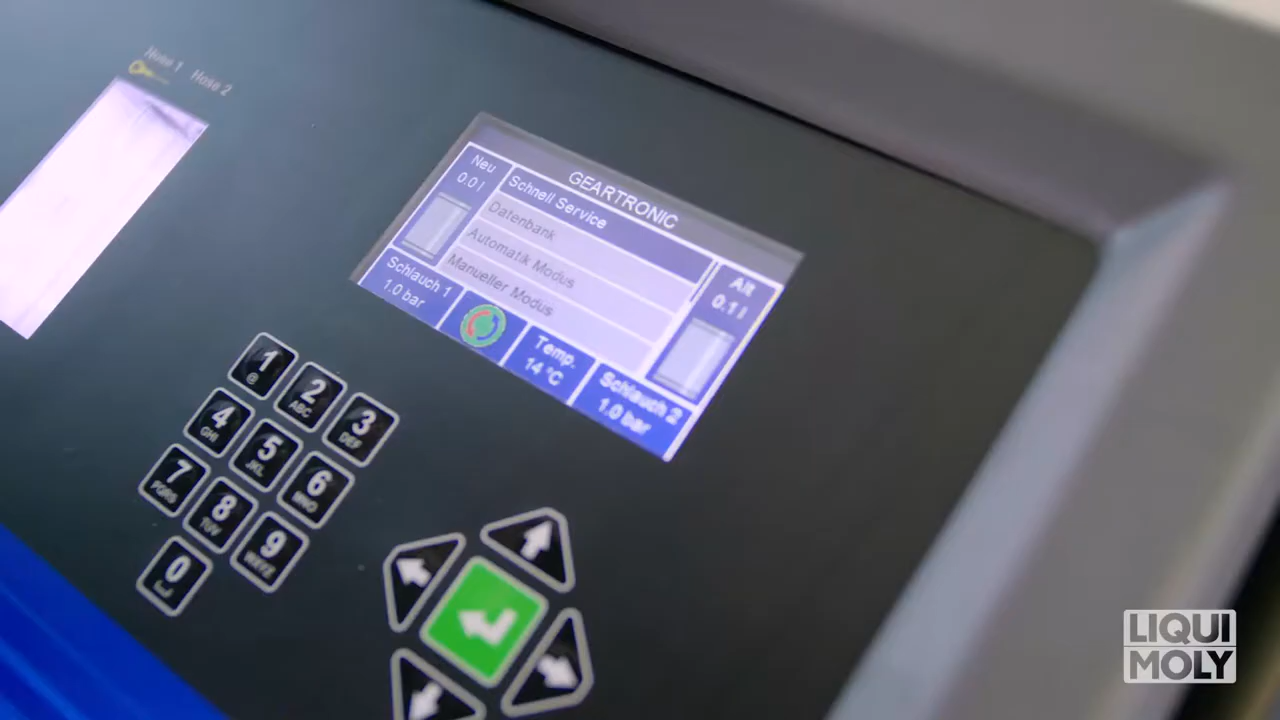 Hose 1 Hose 2
GEARTRONIC
Neu
0.0 l
Schnell Service
Datenbank
Automatik Modus
Manueller Modus
Alt
0.1 l
Schlauch 1
1.0 bar
Temp.
14 °C
Schlauch 2
1.0 bar
1
@
2
ABC
3
DEF
4
GHI
5
JKL
6
MNO
7
PQRS
8
TUV
9
WXYZ
0
LIQUI
MOLY